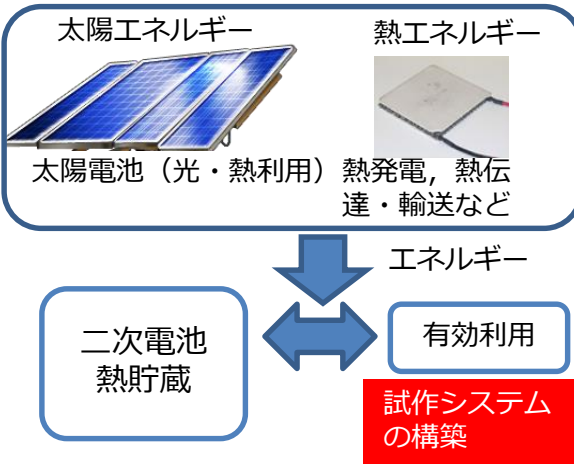 太陽エネルギー
熱エネルギー
太陽電池（光・熱利用）
熱発電，熱伝
達・輸送など
エネルギー
二次電池
熱貯蔵
有効利用
試作システム
の構築